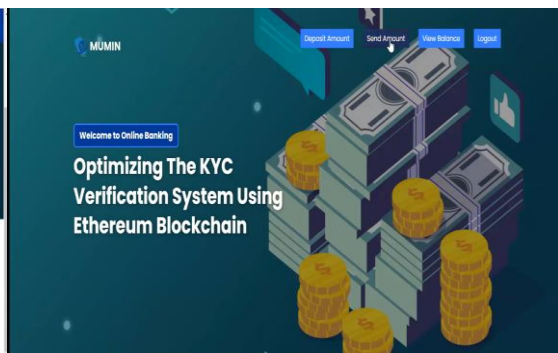 MUMIN
Deposit Amount
Send Amount
View Balance
Logout
Welcome to Online Banking
Optimizing The KYC
Verification System Using
Ethereum Blockchain